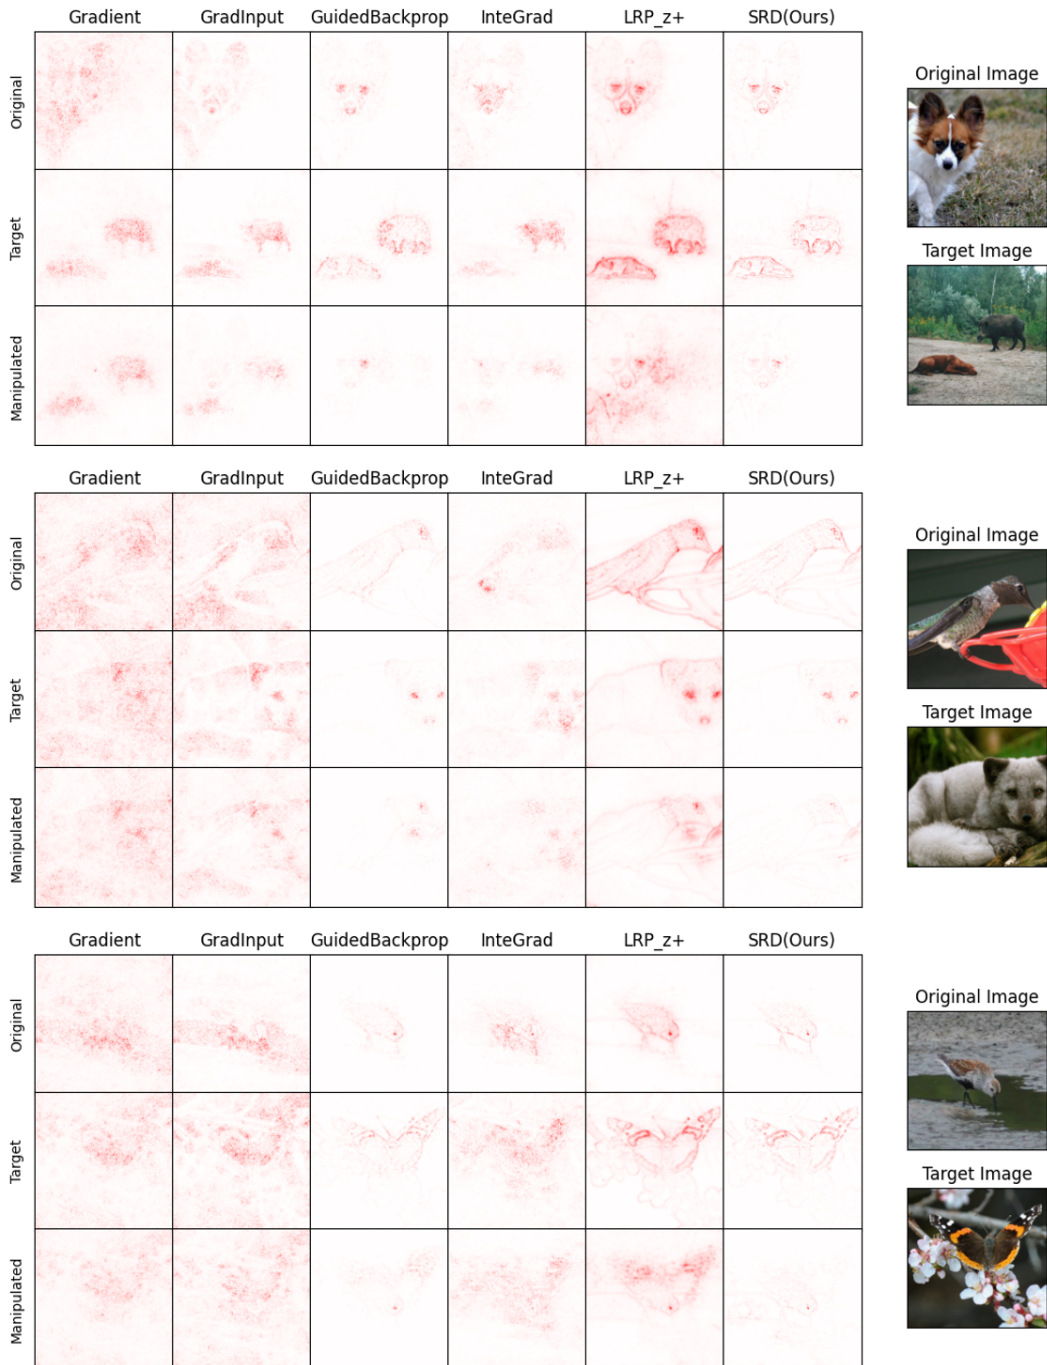 Gradient GradInput GuidedBackprop InteGrad LRP_z+ SRD(Ours)
Original
Original Image
Target
Target Image
Manipulated
Gradient GradInput GuidedBackprop InteGrad LRP_z+ SRD(Ours)
Original
Original Image
Target
Target Image
Manipulated
Gradient GradInput GuidedBackprop InteGrad LRP_z+ SRD(Ours)
Original
Original Image
Target
Target Image
Manipulated